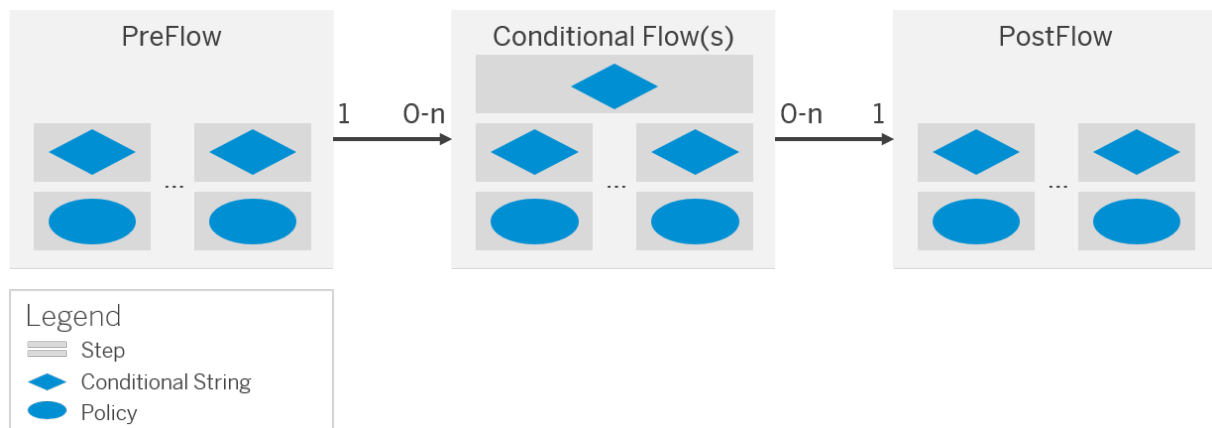 PreFlow
Conditional Flow(s)
PostFlow
1 0-n
0-n 1
...
...
...
Legend
Step
Conditional String
Policy